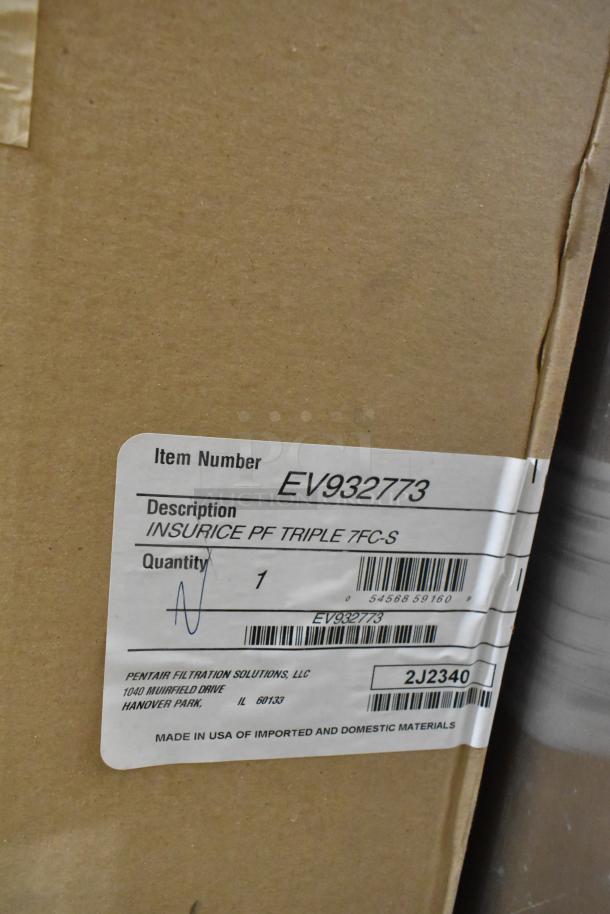 Item Number EV932773
Description
INSURICE PF TRIPLE 7FC-S
Quantity 1
0 54568 59160 9
N
EV932773
PENTAIR FILTRATION SOLUTIONS, LLC
1040 MUIRFIELD DRIVE
HANOVER PARK, IL 60133
2J2340
MADE IN USA OF IMPORTED AND DOMESTIC MATERIALS